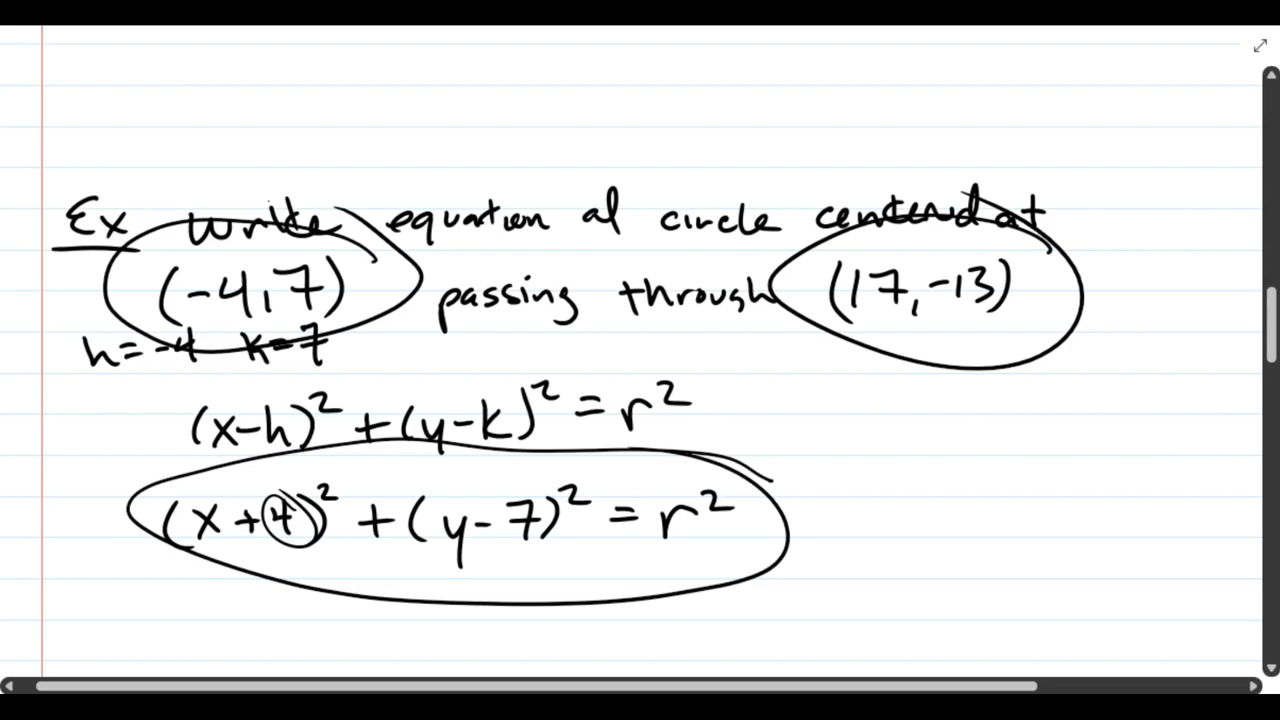 Ex Write equation of circle centered at
(-4,7) passing through (17,-13)
h=-4 k=7
(x-h)² + (y-k)² = r²
(x+4)² + (y-7)² = r²